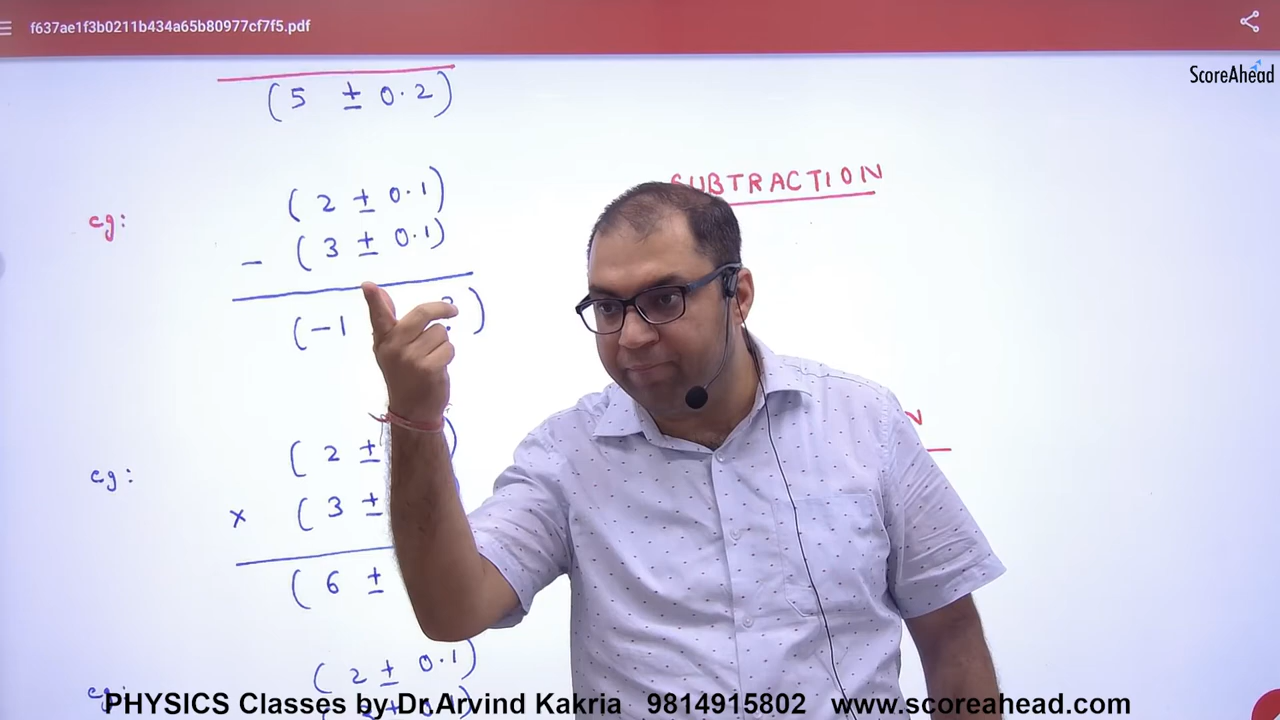 f637ae1f3b0211b434a65b80977cf7f5.pdf
ScoreAhead
(5 ± 0.2)
SUBTRACTION
eg:
(2 ± 0.1)
- (3 ± 0.1)
(-1
)
N
eg:
(2 ±
)
x (3 ±
(6 ±
eg:
(2 ± 0.1)
PHYSICS Classes by Dr.Arvind Kakria 9814915802 www.scoreahead.com